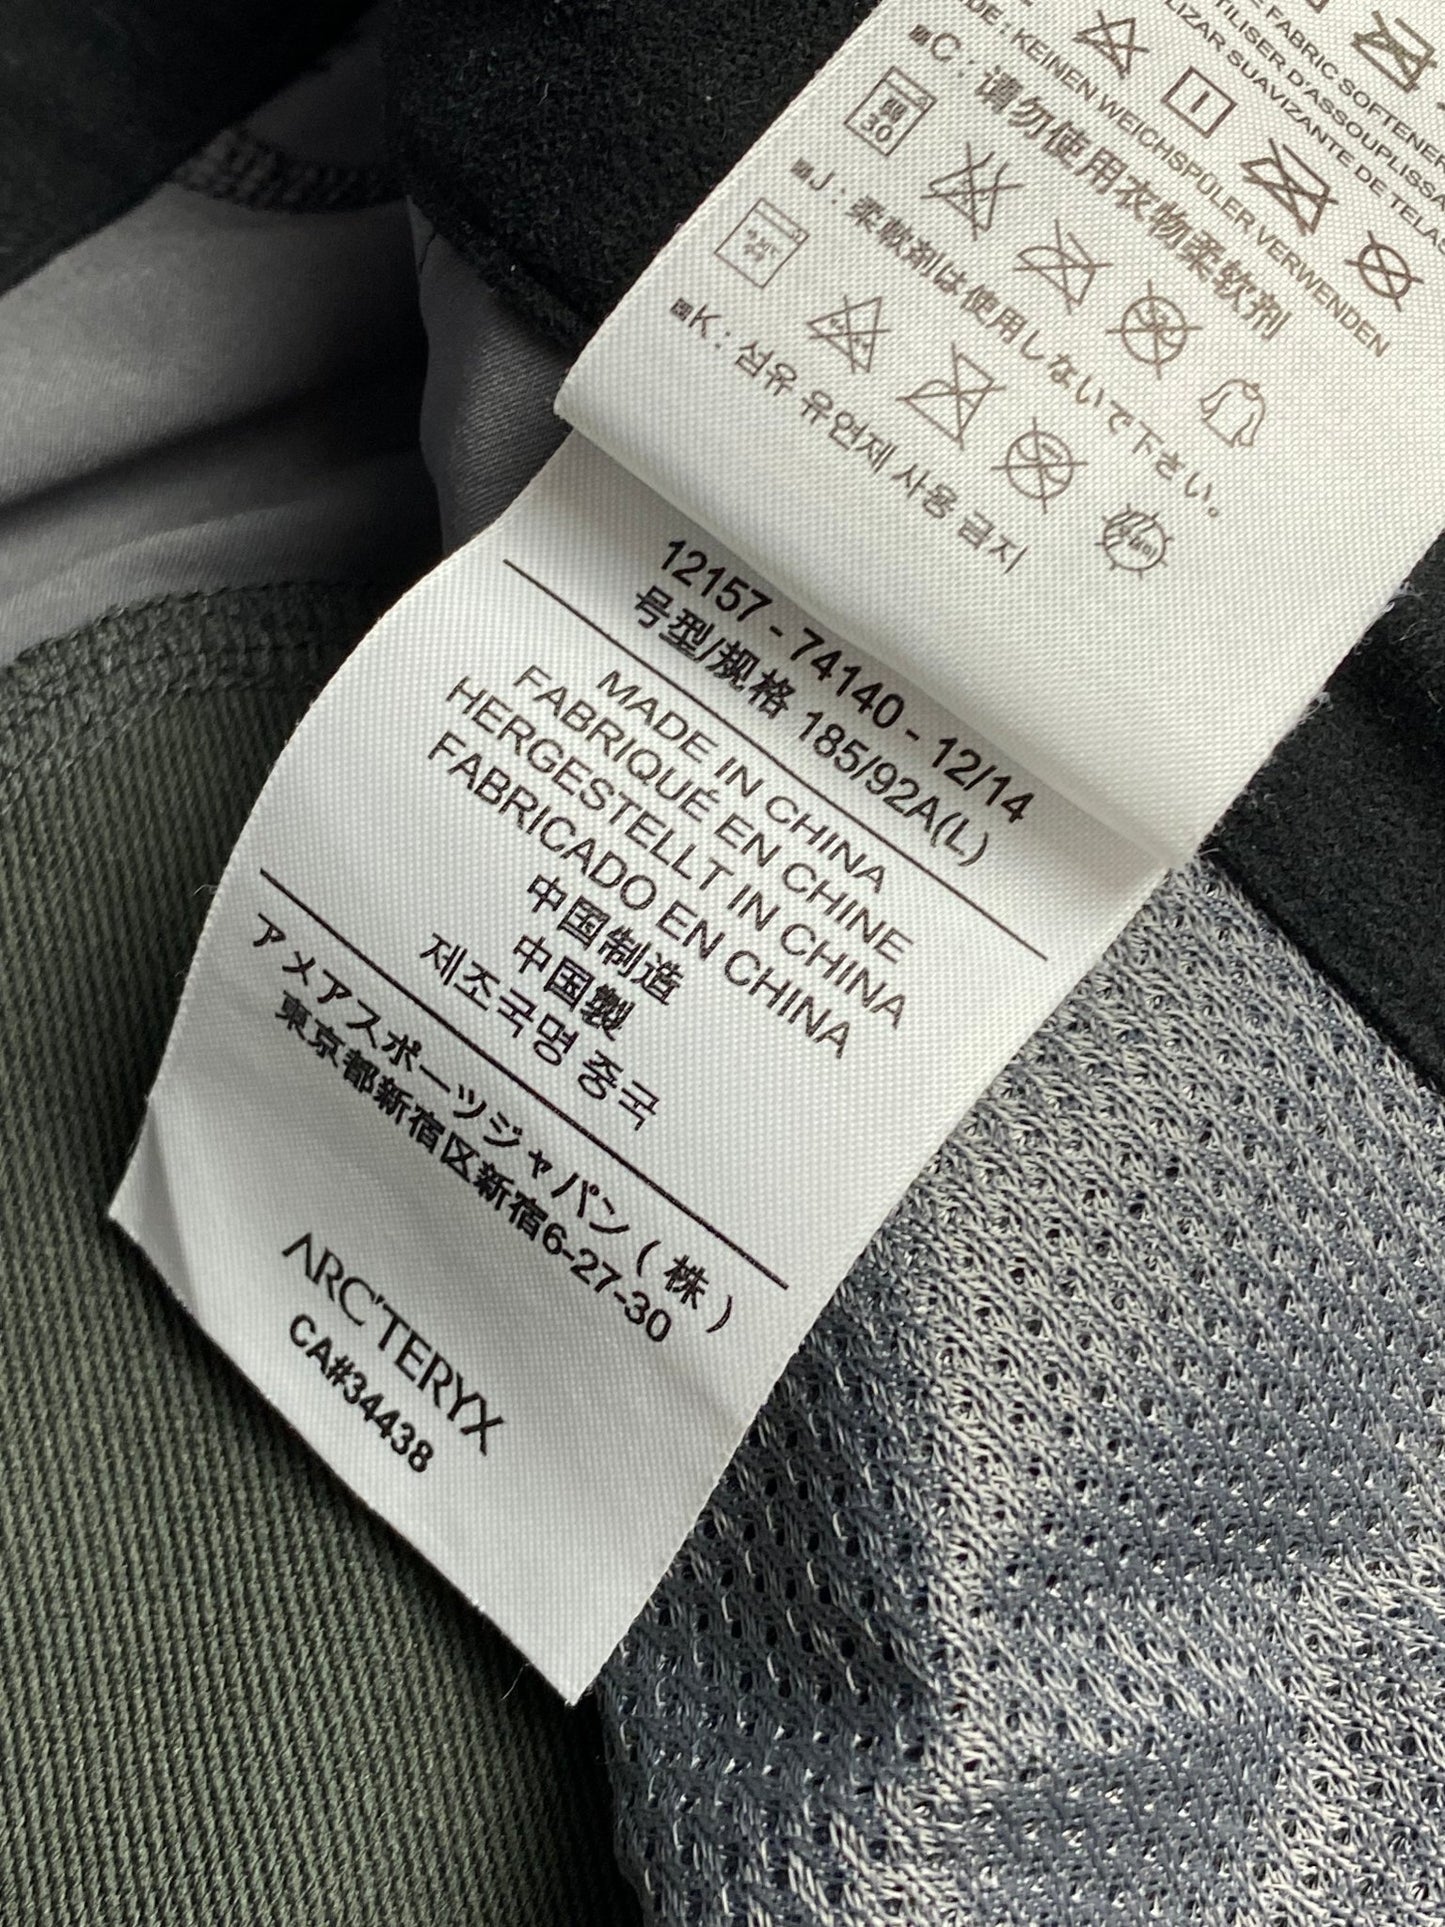 FABRIC SOFTENER
TILISER D'ASSOUPLISSA
LIZAR SUAVIZANTE DE TELA
DE : KEINEN WEICHSPÜLER VERWENDEN
C : 请勿使用衣物柔软剂
30
J : 柔軟剤は使用しないで下さい。
K : 섬유 유연제 사용 금지
12157 - 74140 - 12/14
号型/规格 185/92A(L)
MADE IN CHINA
FABRIQUÉ EN CHINE
HERGESTELLT IN CHINA
FABRICADO EN CHINA
中国制造
中国製
제조국명 중국
アメアスポーツジャパン(株)
東京都新宿区新宿6-27-30
ARC'TERYX
CA#34438